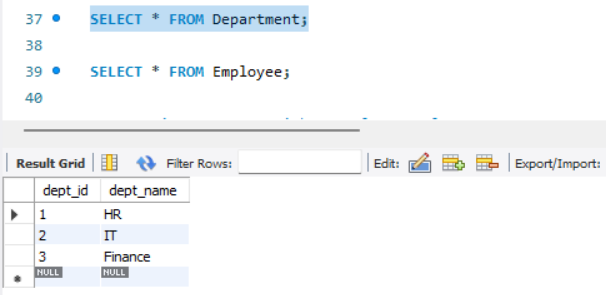 37 SELECT * FROM Department;
38
39 SELECT * FROM Employee;
40
Result Grid Filter Rows: Edit: Export/Import:
dept_id dept_name
1 HR
2 IT
3 Finance
NULL NULL